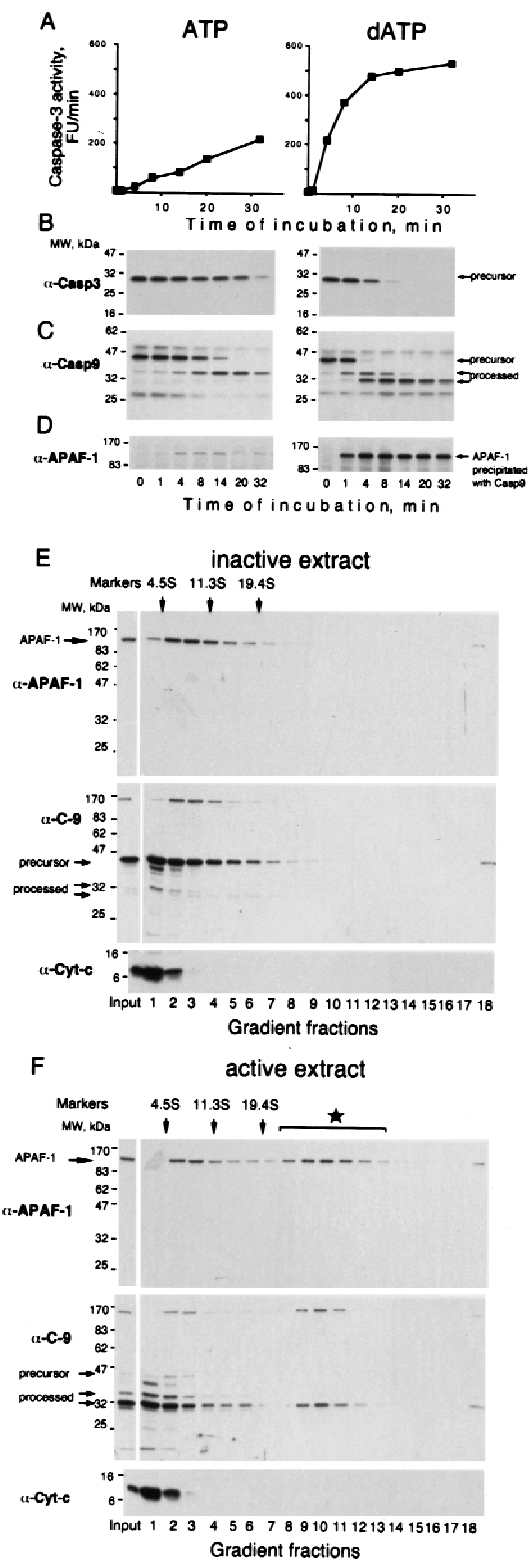 A
ATP
dATP
Caspase-3 activity,
FU/min
600
400
200
600
400
200
10
20
30
10
20
30
Time of incubation, min
B
MW, kDa
α-Casp3
47
32
25
16
47
32
25
16
precursor
C
α-Casp9
62
47
32
25
62
47
32
25
precursor
processed
D
α-APAF-1
170
83
170
83
APAF-1
precipitated
with Casp9
0 1 4 8 14 20 32
0 1 4 8 14 20 32
Time of incubation, min
E
inactive extract
Markers 4.5S 11.3S 19.4S
MW, kDa
APAF-1
α-APAF-1
170
83
62
47
32
25
α-C-9
precursor
processed
170
83
62
47
32
25
α-Cyt-c
16
6
Input 1 2 3 4 5 6 7 8 9 10 11 12 13 14 15 16 17 18
Gradient fractions
F
active extract
Markers 4.5S 11.3S 19.4S ★
MW, kDa
APAF-1
α-APAF-1
170
83
62
47
32
25
α-C-9
precursor
processed
170
83
62
47
32
25
α-Cyt-c
16
6
Input 1 2 3 4 5 6 7 8 9 10 11 12 13 14 15 16 17 18
Gradient fractions